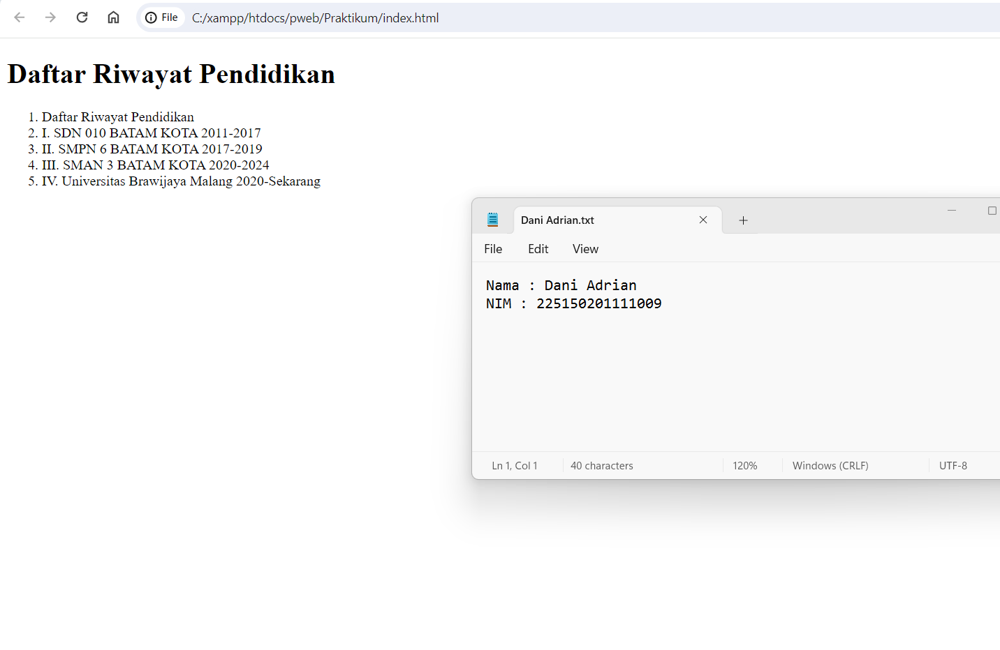 File C:/xampp/htdocs/pweb/Praktikum/index.html
Daftar Riwayat Pendidikan
1. Daftar Riwayat Pendidikan
2. I. SDN 010 BATAM KOTA 2011-2017
3. II. SMPN 6 BATAM KOTA 2017-2019
4. III. SMAN 3 BATAM KOTA 2020-2024
5. IV. Universitas Brawijaya Malang 2020-Sekarang
Dani Adrian.txt
File Edit View
Nama : Dani Adrian
NIM : 225150201111009
Ln 1, Col 1 40 characters 120% Windows (CRLF) UTF-8